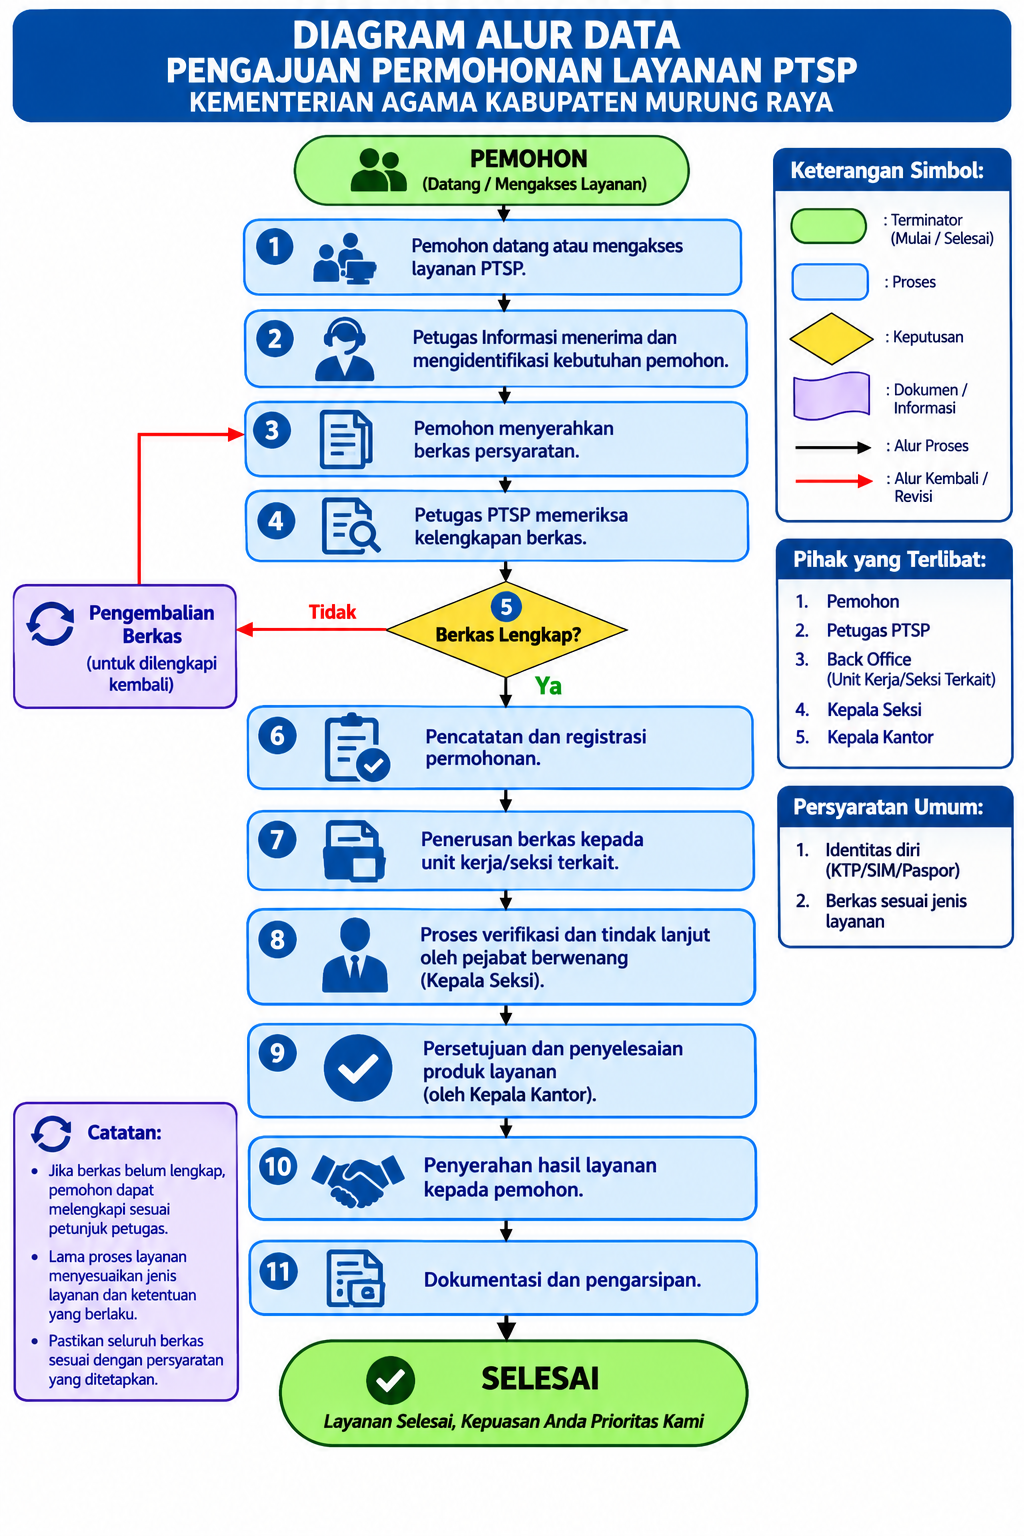 DIAGRAM ALUR DATA
PENGAJUAN PERMOHONAN LAYANAN PTSP
KEMENTERIAN AGAMA KABUPATEN MURUNG RAYA
PEMOHON
(Datang / Mengakses Layanan)
1
Pemohon datang atau mengakses
layanan PTSP.
2
Petugas Informasi menerima dan
mengidentifikasi kebutuhan pemohon.
3
Pemohon menyerahkan
berkas persyaratan.
4
Petugas PTSP memeriksa
kelengkapan berkas.
5
Berkas Lengkap?
Tidak
Pengembalian
Berkas
(untuk dilengkapi
kembali)
Ya
6
Pencatatan dan registrasi
permohonan.
7
Penerusan berkas kepada
unit kerja/seksi terkait.
8
Proses verifikasi dan tindak lanjut
oleh pejabat berwenang
(Kepala Seksi).
9
Persetujuan dan penyelesaian
produk layanan
(oleh Kepala Kantor).
10
Penyerahan hasil layanan
kepada pemohon.
11
Dokumentasi dan pengarsipan.
SELESAI
Layanan Selesai, Kepuasan Anda Prioritas Kami
Catatan:
• Jika berkas belum lengkap,
pemohon dapat
melengkapi sesuai
petunjuk petugas.
• Lama proses layanan
menyesuaikan jenis
layanan dan ketentuan
yang berlaku.
• Pastikan seluruh berkas
sesuai dengan persyaratan
yang ditetapkan.
Keterangan Simbol:
: Terminator
(Mulai / Selesai)
: Proses
: Keputusan
: Dokumen /
Informasi
: Alur Proses
: Alur Kembali /
Revisi
Pihak yang Terlibat:
1. Pemohon
2. Petugas PTSP
3. Back Office
(Unit Kerja/Seksi Terkait)
4. Kepala Seksi
5. Kepala Kantor
Persyaratan Umum:
1. Identitas diri
(KTP/SIM/Paspor)
2. Berkas sesuai jenis
layanan